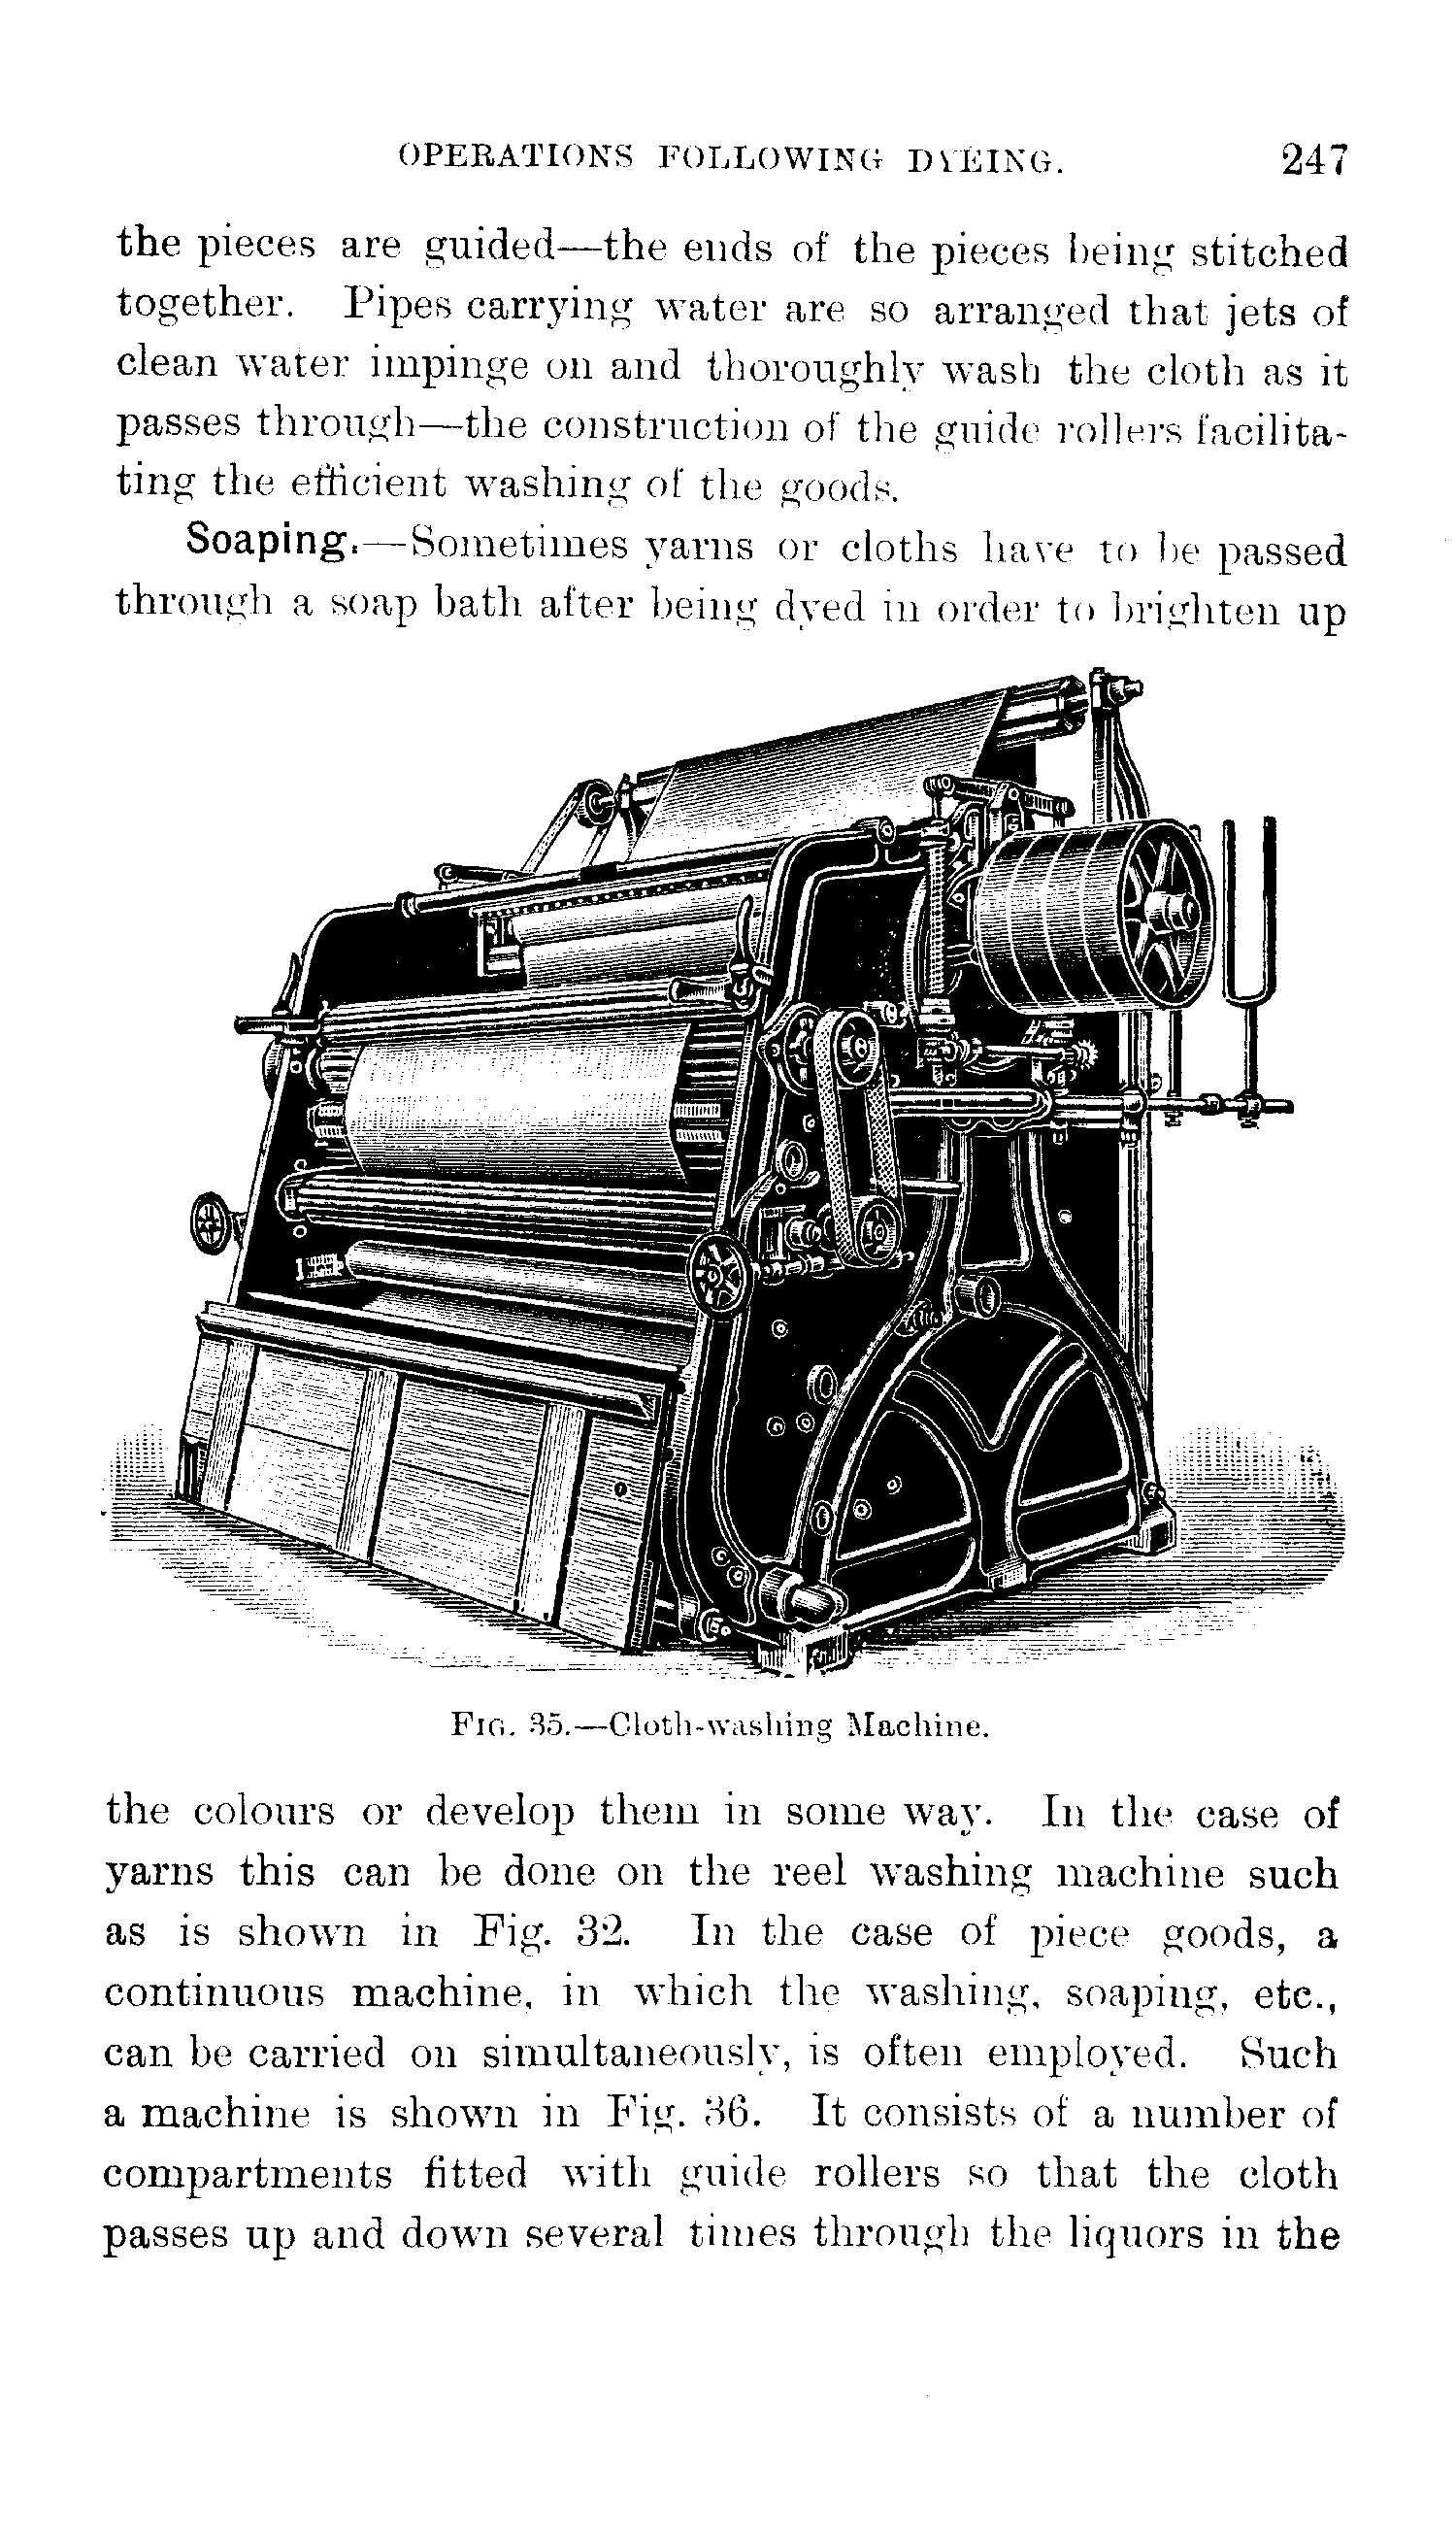 OPERATIONS FOLLOWING DYEING. 247
the pieces are guided—the ends of the pieces being stitched
together. Pipes carrying water are so arranged that jets of
clean water impinge on and thoroughly wash the cloth as it
passes through—the construction of the guide rollers facilita-
ting the efficient washing of the goods.
Soaping.—Sometimes yarns or cloths have to be passed
through a soap bath after being dyed in order to brighten up
FIG. 35.—Cloth-washing Machine.
the colours or develop them in some way. In the case of
yarns this can be done on the reel washing machine such
as is shown in Fig. 32. In the case of piece goods, a
continuous machine, in which the washing, soaping, etc.,
can be carried on simultaneously, is often employed. Such
a machine is shown in Fig. 36. It consists of a number of
compartments fitted with guide rollers so that the cloth
passes up and down several times through the liquors in the